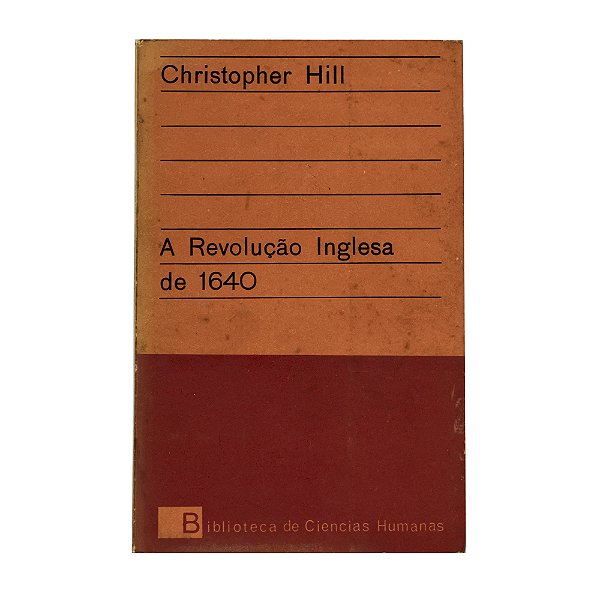 Christopher Hill
A Revolução Inglesa
de 1640
Biblioteca de Ciencias Humanas